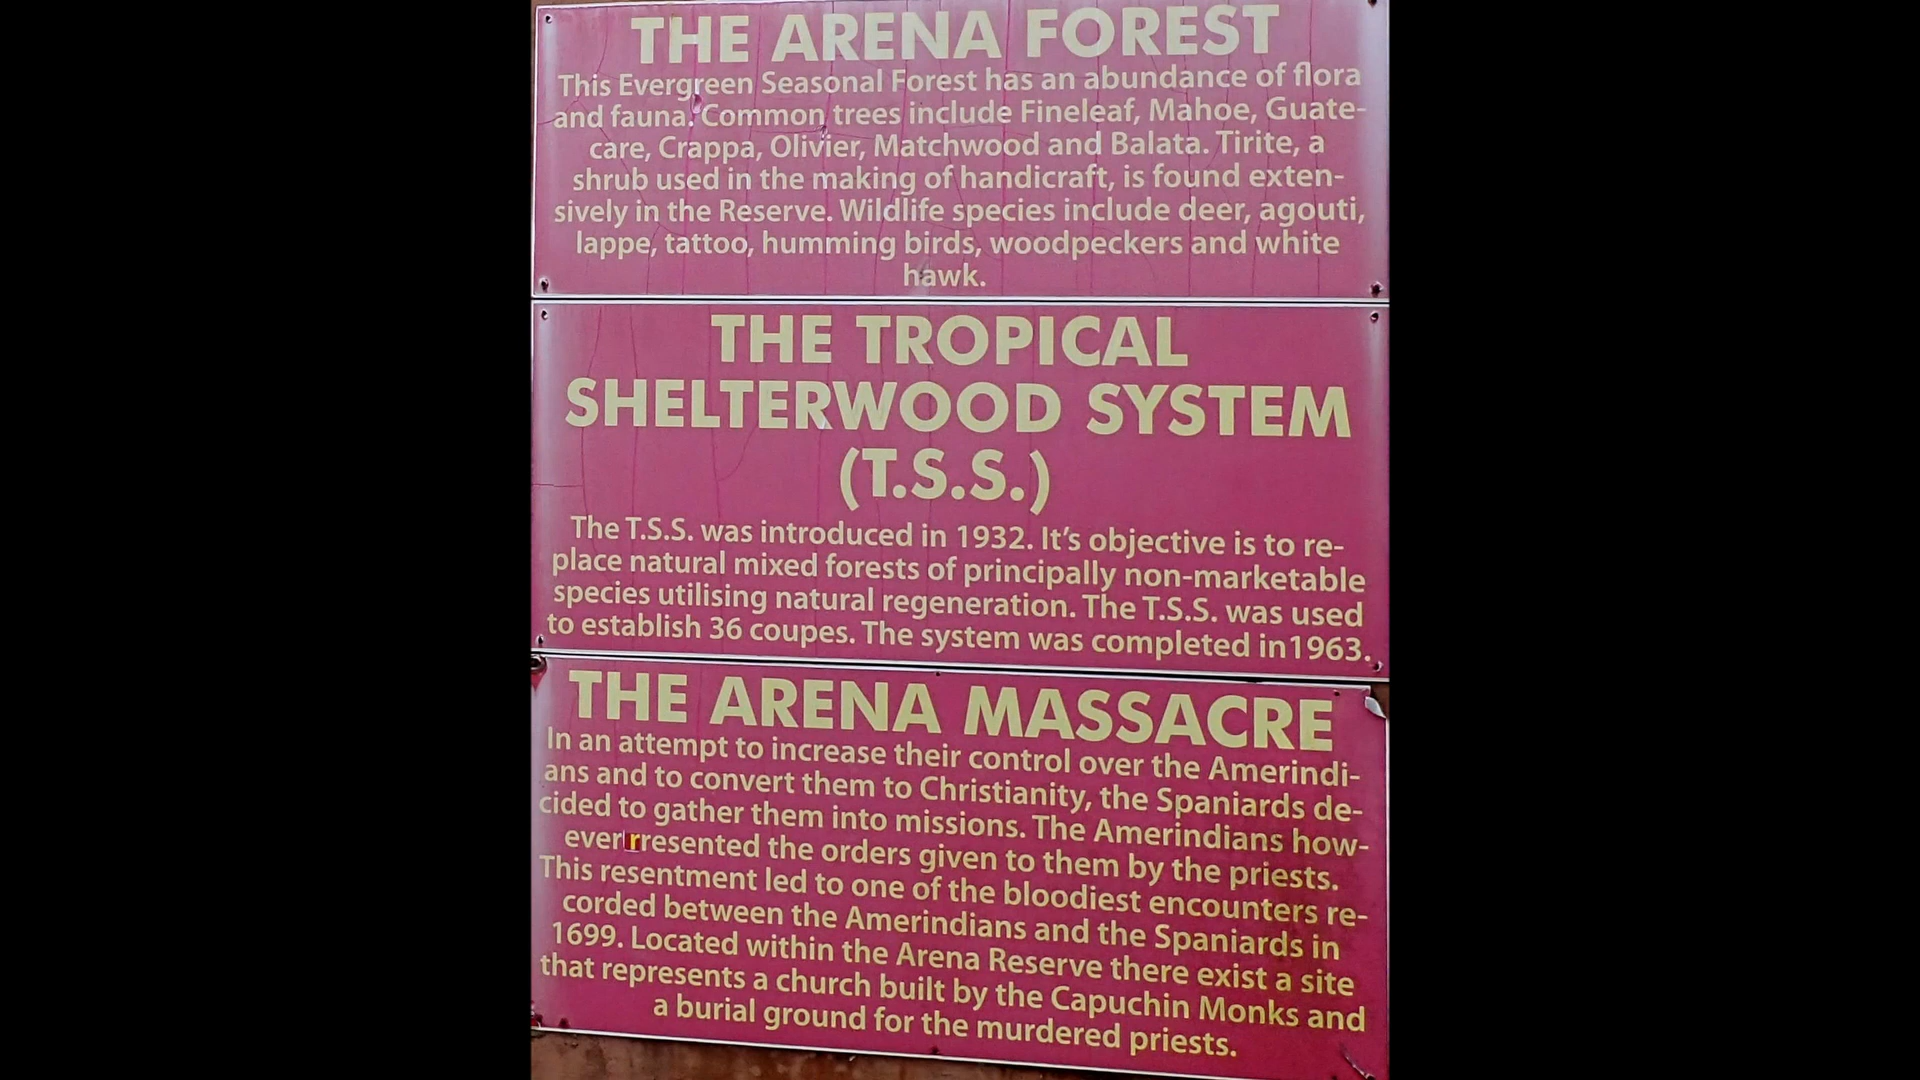 THE ARENA FOREST
This Evergreen Seasonal Forest has an abundance of flora
and fauna. Common trees include Fineleaf, Mahoe, Guate-
care, Crappa, Olivier, Matchwood and Balata. Tirite, a
shrub used in the making of handicraft, is found exten-
sively in the Reserve. Wildlife species include deer, agouti,
lappe, tattoo, humming birds, woodpeckers and white
hawk.
THE TROPICAL
SHELTERWOOD SYSTEM
(T.S.S.)
The T.S.S. was introduced in 1932. It's objective is to re-
place natural mixed forests of principally non-marketable
species utilising natural regeneration. The T.S.S. was used
to establish 36 coupes. The system was completed in1963.
THE ARENA MASSACRE
In an attempt to increase their control over the Amerindi-
ans and to convert them to Christianity, the Spaniards de-
cided to gather them into missions. The Amerindians how-
ever rresented the orders given to them by the priests.
This resentment led to one of the bloodiest encounters re-
corded between the Amerindians and the Spaniards in
1699. Located within the Arena Reserve there exist a site
that represents a church built by the Capuchin Monks and
a burial ground for the murdered priests.